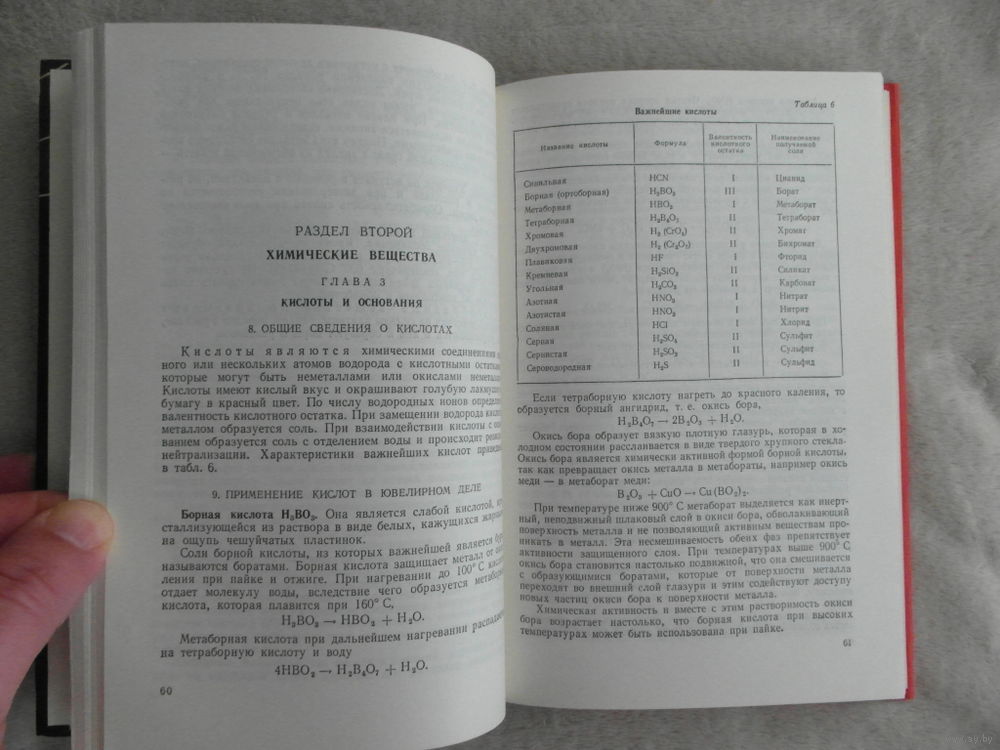 РАЗДЕЛ ВТОРОЙ
ХИМИЧЕСКИЕ ВЕЩЕСТВА
ГЛАВА 3
КИСЛОТЫ И ОСНОВАНИЯ
8. ОБЩИЕ СВЕДЕНИЯ О КИСЛОТАХ
Кислоты являются химическими соединениями
ного или нескольких атомов водорода с кислотными
которые могут быть неметаллами или окислами
Кислоты имеют кислый вкус и окрашивают голубую
бумагу в красный цвет. По числу водородных ионов
валентность кислотного остатка. При замещении водорода
металлом образуется соль. При взаимодействии кислоты с
ванием образуется соль с отделением воды и происходит
нейтрализации. Характеристики важнейших кислот
в табл. 6.
9. ПРИМЕНЕНИЕ КИСЛОТ В ЮВЕЛИРНОМ ДЕЛЕ
Борная кислота H₃BO₃. Она является слабой кислотой,
сталлизующейся из раствора в виде белых, кажущихся
на ощупь чешуйчатых пластинок.
Соли борной кислоты, из которых важнейшей является
называются боратами. Борная кислота защищает металл от
ления при пайке и отжиге. При нагревании до 100° С
отдает молекулу воды, вследствие чего образуется
кислота, которая плавится при 160° С,
H₃BO₃ → HBO₂ + H₂O.
Метаборная кислота при дальнейшем нагревании
на тетраборную кислоту и воду
4HBO₂ → H₂B₄O₇ + H₂O.
60
Таблица 6
Важнейшие кислоты
Название кислоты Формула Валентность кислотного остатка Наименование получаемой соли
Синильная HCN I Цианид
Борная (ортоборная) H₃BO₃ III Борат
Метаборная HBO₂ I Метаборат
Тетраборная H₂B₄O₇ II Тетраборат
Хромовая H₂ (CrO₄) II Хромат
Двухромовая H₂ (Cr₂O₇) II Бихромат
Плавиковая HF I Фторид
Кремневая H₂SiO₃ II Силикат
Угольная H₂CO₃ II Карбонат
Азотная HNO₃ I Нитрат
Азотистая HNO₂ I Нитрит
Соляная HCl I Хлорид
Серная H₂SO₄ II Сульфит
Сернистая H₂SO₃ II Сульфит
Сероводородная H₂S II Сульфид
Если тетраборную кислоту нагреть до красного каления, то
образуется борный ангидрид, т. е. окись бора,
H₂B₄O₇ → 2B₂O₃ + H₂O.
Окись бора образует вязкую плотную глазурь, которая в хо-
лодном состоянии расслаивается в виде твердого хрупкого стекла.
Окись бора является химически активной формой борной кислоты,
так как превращает окись металла в метабораты, например окись
меди — в метаборат меди:
B₂O₃ + CuO → Cu (BO₂)₂.
При температуре ниже 900° С метаборат выделяется как инерт-
ный, неподвижный шлаковый слой в окиси бора, обволакивающий
поверхность металла и не позволяющий активным веществам про-
никать в металл. Эта несмешиваемость обеих фаз препятствует
активности защищенного слоя. При температурах выше 900° С
окись бора становится настолько подвижной, что она смешивается
с образующимися боратами, которые от поверхности металла
переходят во внешний слой глазури и этим содействуют доступу
новых частиц окиси бора к поверхности металла.
Химическая активность и вместе с этим растворимость окиси
бора возрастает настолько, что борная кислота при высоких
температурах может быть использована при пайке.
61
www.ay.by